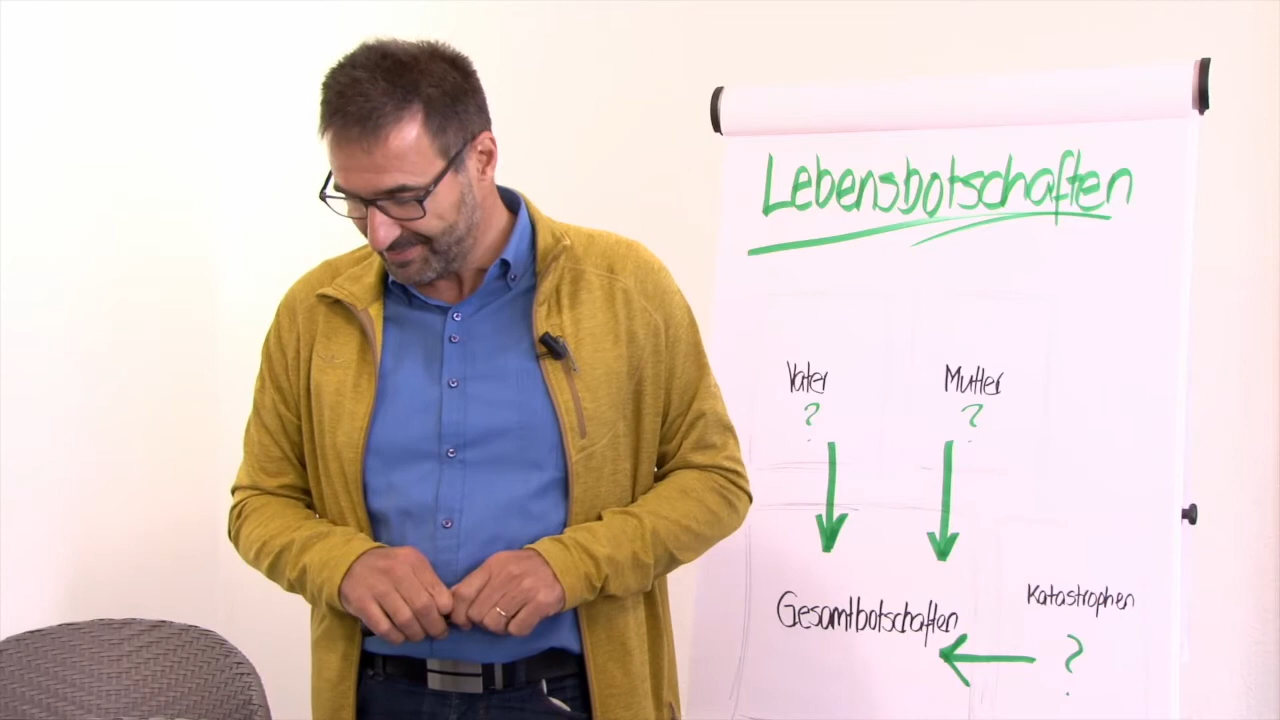 Lebensbotschaften
Vater Mutter
? ?
Katastrophen
Gesamtbotschaften
?